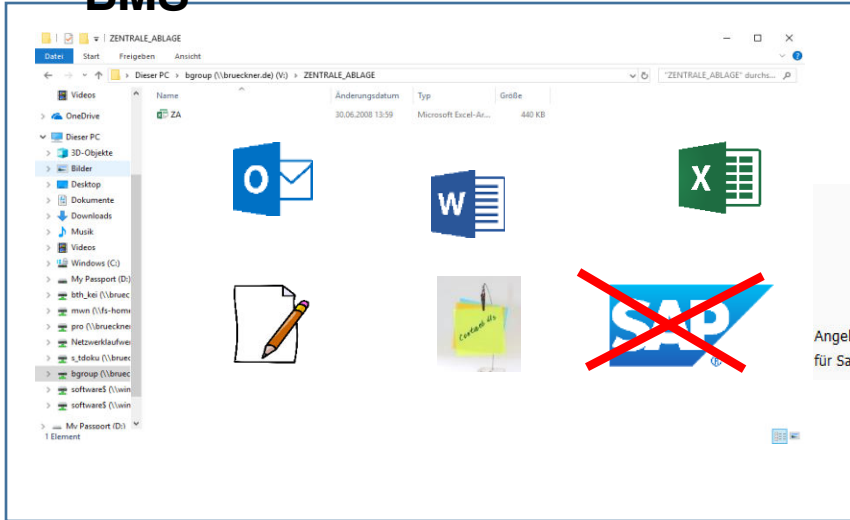 DMS
ZENTRALE_ABLAGE
Datei Start Freigeben Ansicht
Dieser PC › bgroup (\\brueckner.de) (V:) › ZENTRALE_ABLAGE
"ZENTRALE_ABLAGE" durchs...
Name Änderungsdatum Typ Größe
ZA 30.06.2008 13:59 Microsoft Excel-Ar... 440 KB
Videos
OneDrive
Dieser PC
3D-Objekte
Bilder
Desktop
Dokumente
Downloads
Musik
Videos
Windows (C:)
My Passport (D:)
bth_kei (\\bruec
mwn (\\fs-home
pro (\\brueckne
Netzwerklaufwe
s_tdoku (\\bruec
bgroup (\\bruec
software$ (\\win
software$ (\\win
My Passport (D:)
1 Element
O
W
X
Contact Us
SAP
®
Angel
für Sa